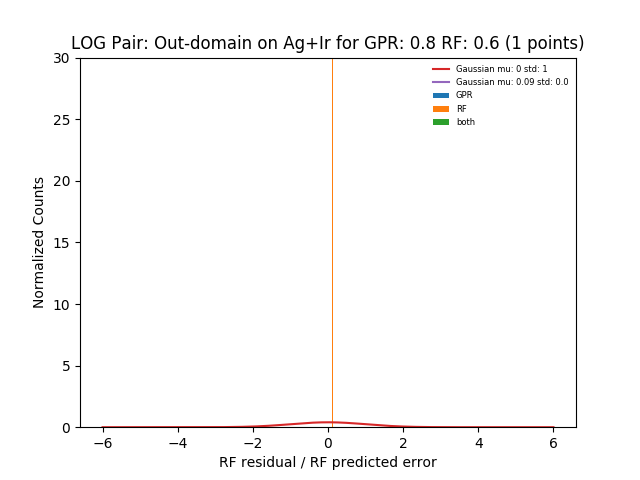 LOG Pair: Out-domain on Ag+Ir for GPR: 0.8 RF: 0.6 (1 points)
30
25
20
15
10
5
0
Normalized Counts
Gaussian mu: 0 std: 1
Gaussian mu: 0.09 std: 0.0
GPR
RF
both
−6 −4 −2 0 2 4 6
RF residual / RF predicted error